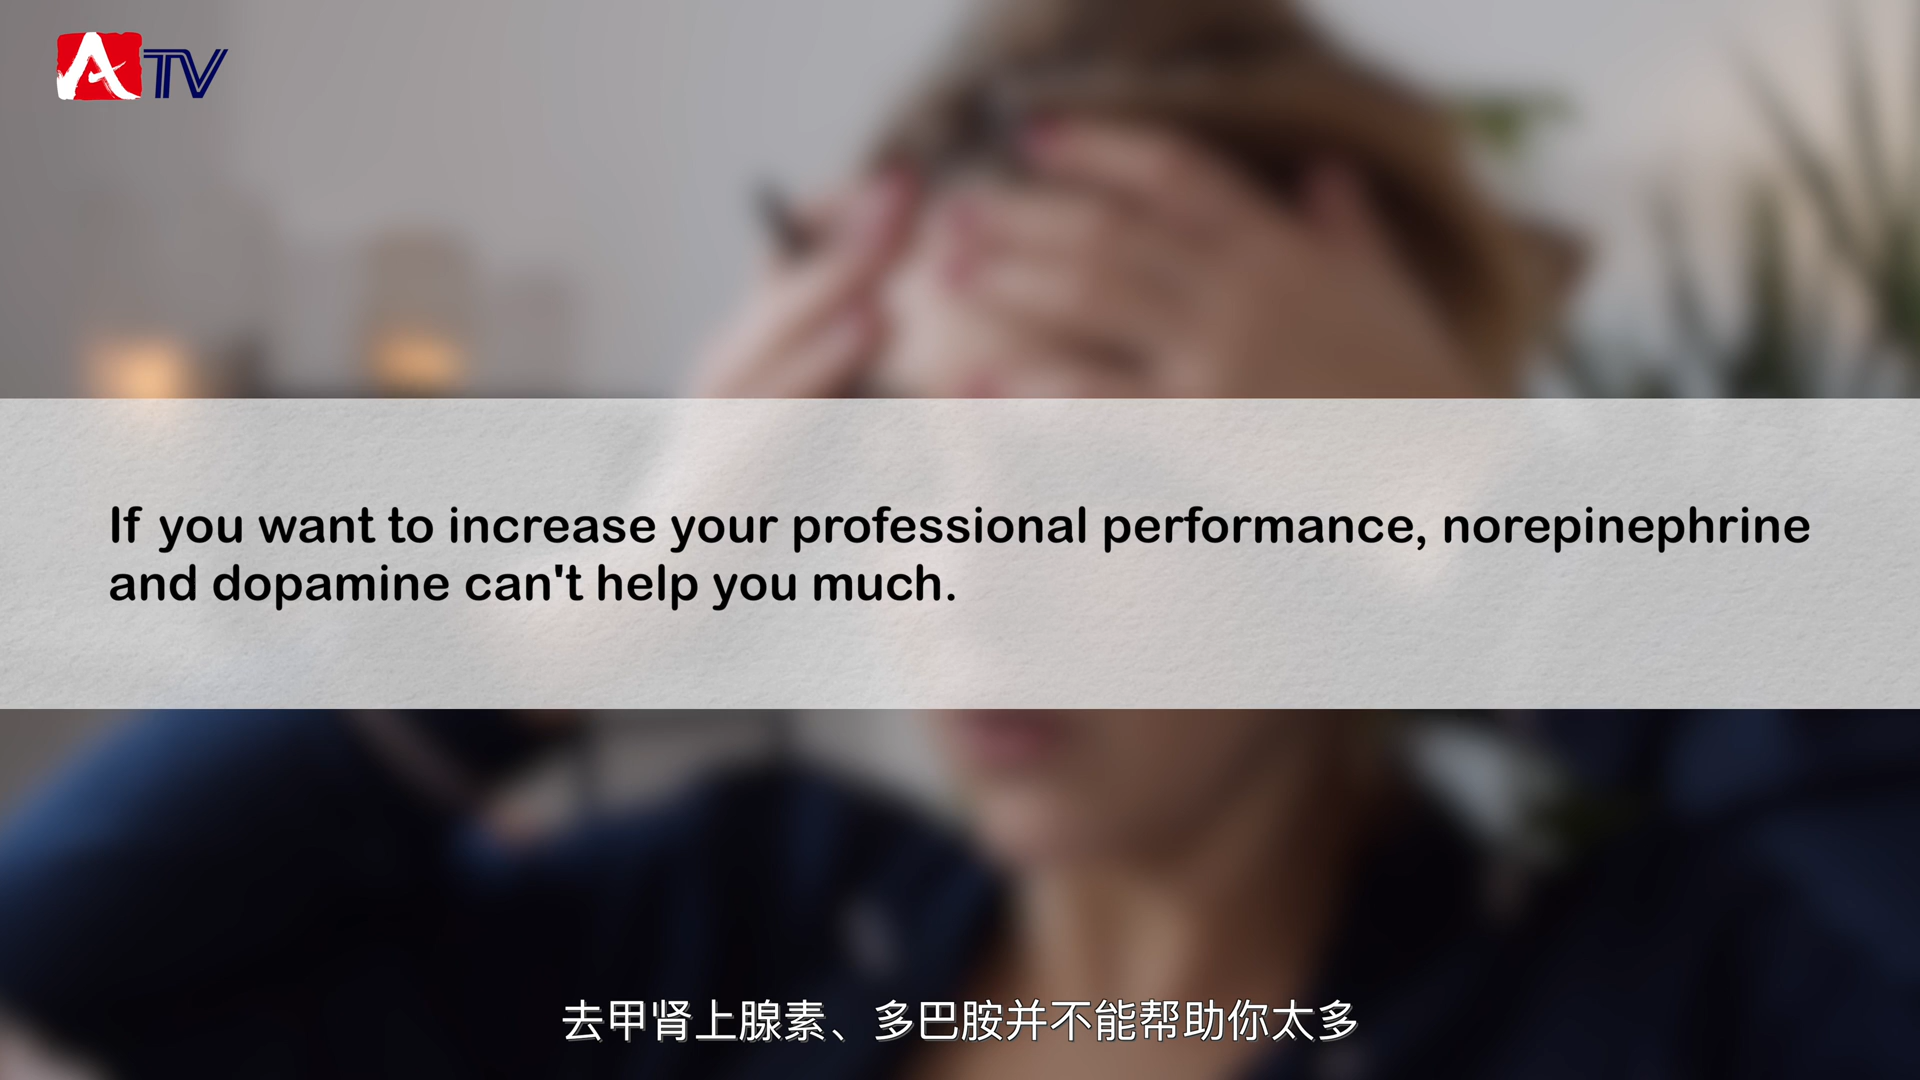 ATV
If you want to increase your professional performance, norepinephrine
and dopamine can't help you much.
去甲肾上腺素、多巴胺并不能帮助你太多